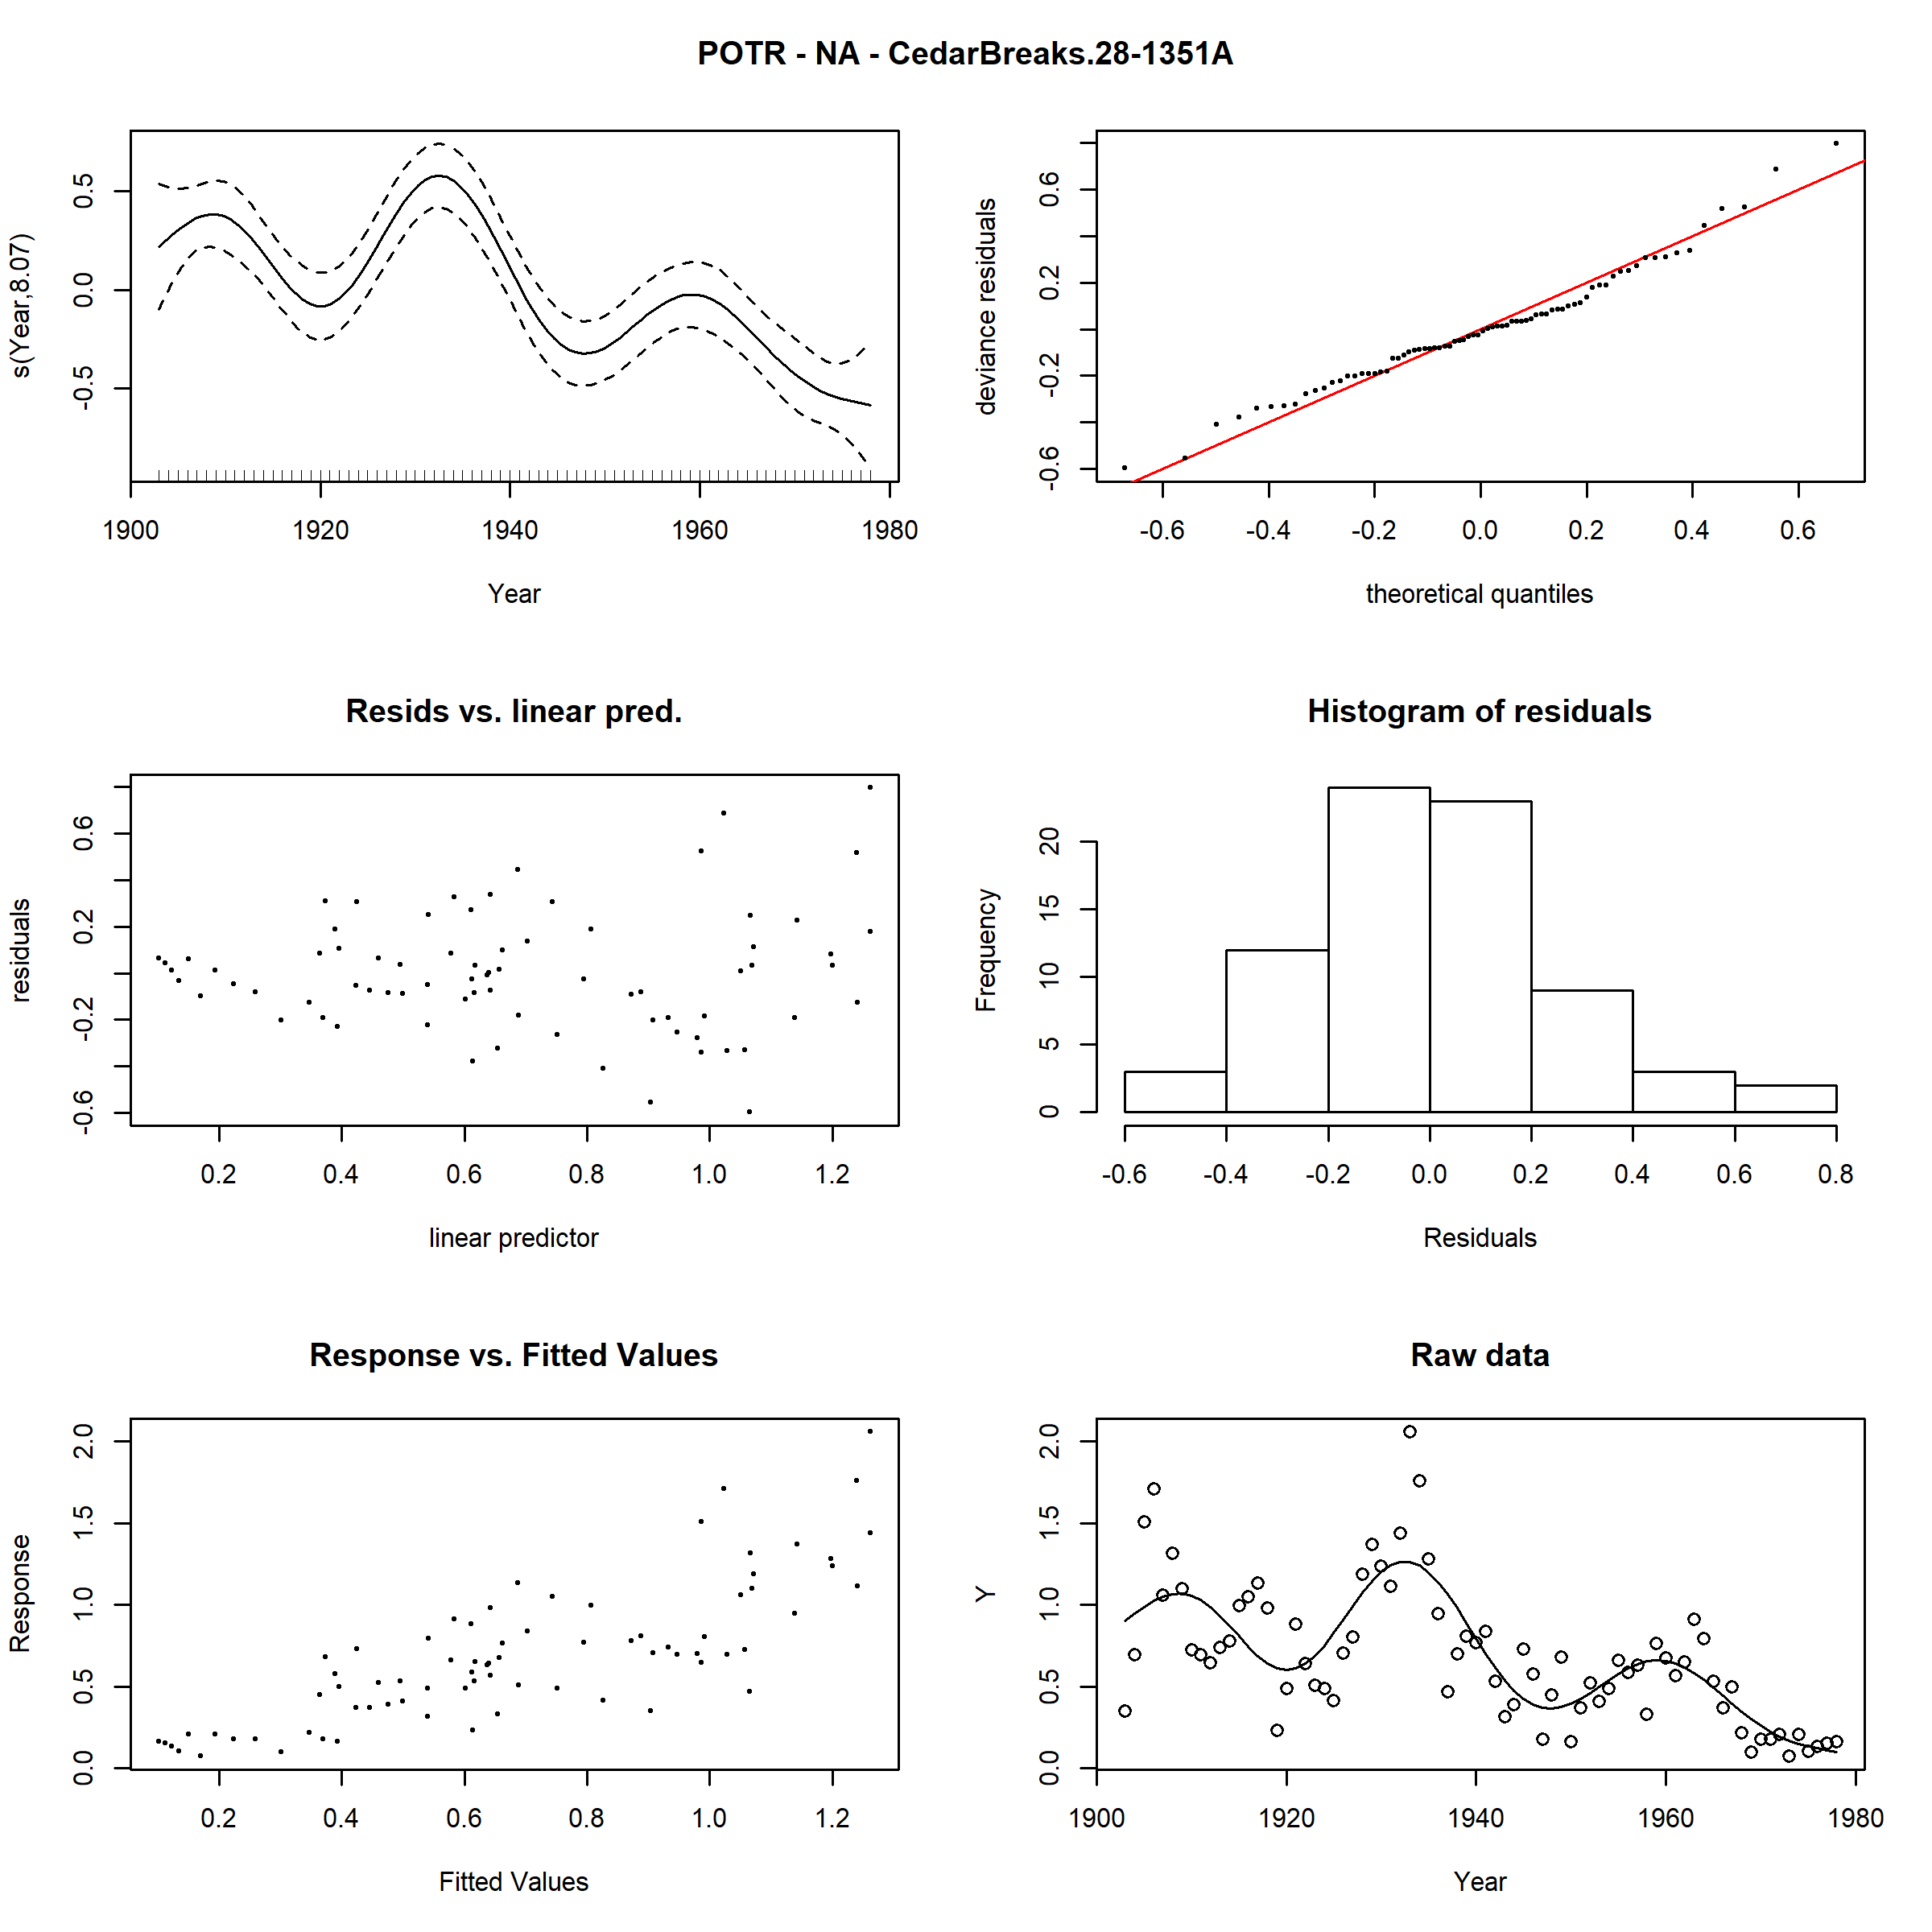 POTR - NA - CedarBreaks.28-1351A
s(Year,8.07)
-0.5 0.0 0.5
1900 1920 1940 1960 1980
Year
deviance residuals
-0.6 -0.2 0.2 0.6
-0.6 -0.4 -0.2 0.0 0.2 0.4 0.6
theoretical quantiles
Resids vs. linear pred.
residuals
-0.6 -0.2 0.2 0.6
0.2 0.4 0.6 0.8 1.0 1.2
linear predictor
Histogram of residuals
Frequency
0 5 10 15 20
-0.6 -0.4 -0.2 0.0 0.2 0.4 0.6 0.8
Residuals
Response vs. Fitted Values
Response
0.0 0.5 1.0 1.5 2.0
0.2 0.4 0.6 0.8 1.0 1.2
Fitted Values
Raw data
Y
0.0 0.5 1.0 1.5 2.0
1900 1920 1940 1960 1980
Year